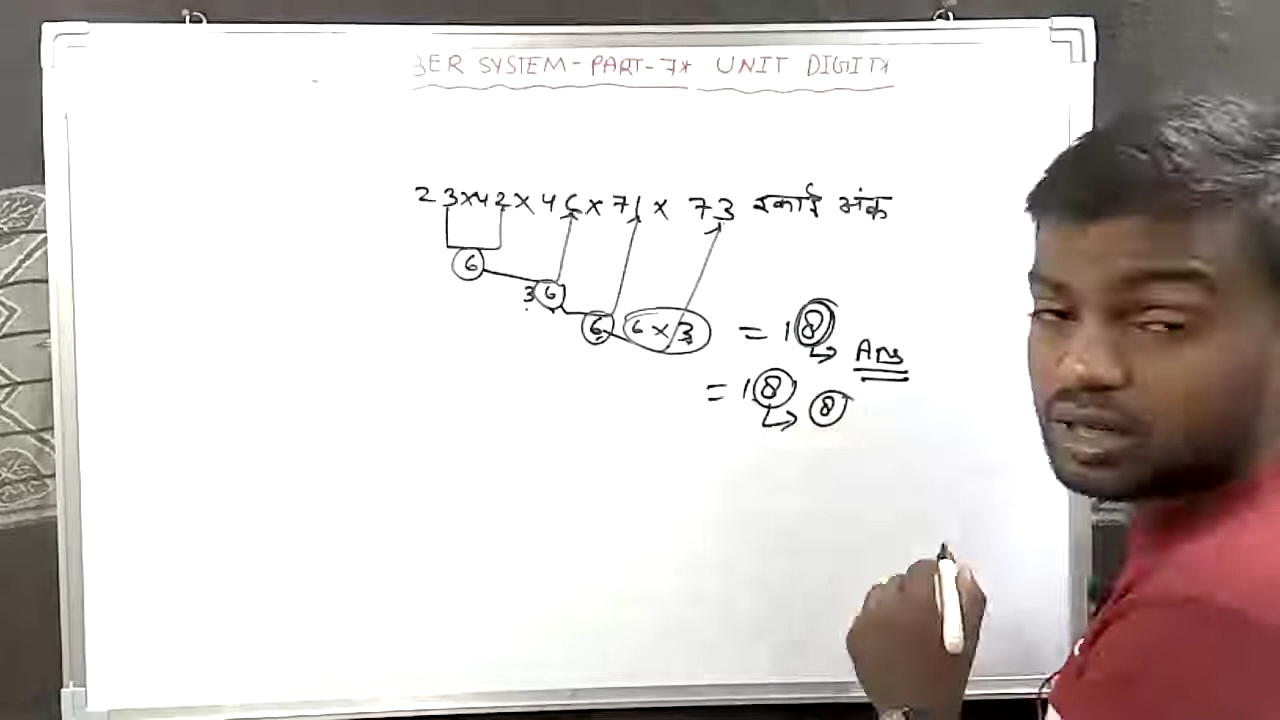 BER SYSTEM-PART-7* UNIT DIGIT*
23×42×46×71× 73 इकाई अंक
6
36
6 6×3 = 18 Ans
= 18 8